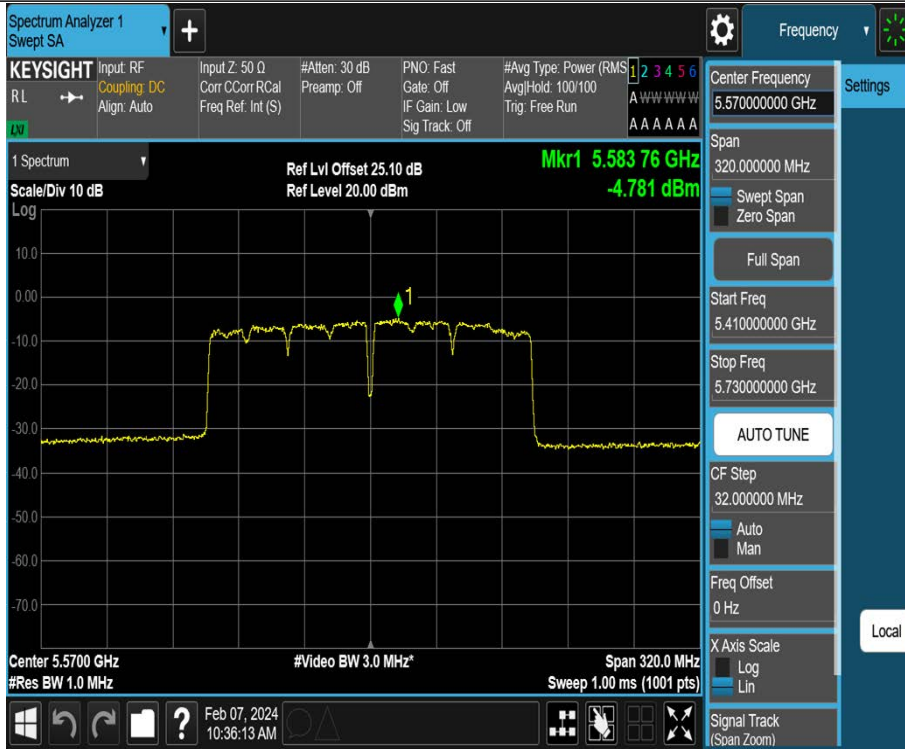 Spectrum Analyzer 1
Swept SA
+
Frequency
KEYSIGHT
RL
LXI
Input: RF
Coupling: DC
Align: Auto
Input Z: 50 Ω
Corr CCorr RCal
Freq Ref: Int (S)
#Atten: 30 dB
Preamp: Off
PNO: Fast
Gate: Off
IF Gain: Low
Sig Track: Off
#Avg Type: Power (RMS
Avg|Hold: 100/100
Trig: Free Run
1 2 3 4 5 6
A W W W W W
A A A A A A
1 Spectrum
Scale/Div 10 dB
Log
Ref Lvl Offset 25.10 dB
Ref Level 20.00 dBm
Mkr1 5.583 76 GHz
-4.781 dBm
10.0
0.00
-10.0
-20.0
-30.0
-40.0
-50.0
-60.0
-70.0
1
Center 5.5700 GHz
#Res BW 1.0 MHz
#Video BW 3.0 MHz*
Span 320.0 MHz
Sweep 1.00 ms (1001 pts)
Center Frequency
5.570000000 GHz
Settings
Span
320.000000 MHz
Swept Span
Zero Span
Full Span
Start Freq
5.410000000 GHz
Stop Freq
5.730000000 GHz
AUTO TUNE
CF Step
32.000000 MHz
Auto
Man
Freq Offset
0 Hz
X Axis Scale
Log
Lin
Local
Signal Track
(Span Zoom)
?
Feb 07, 2024
10:36:13 AM